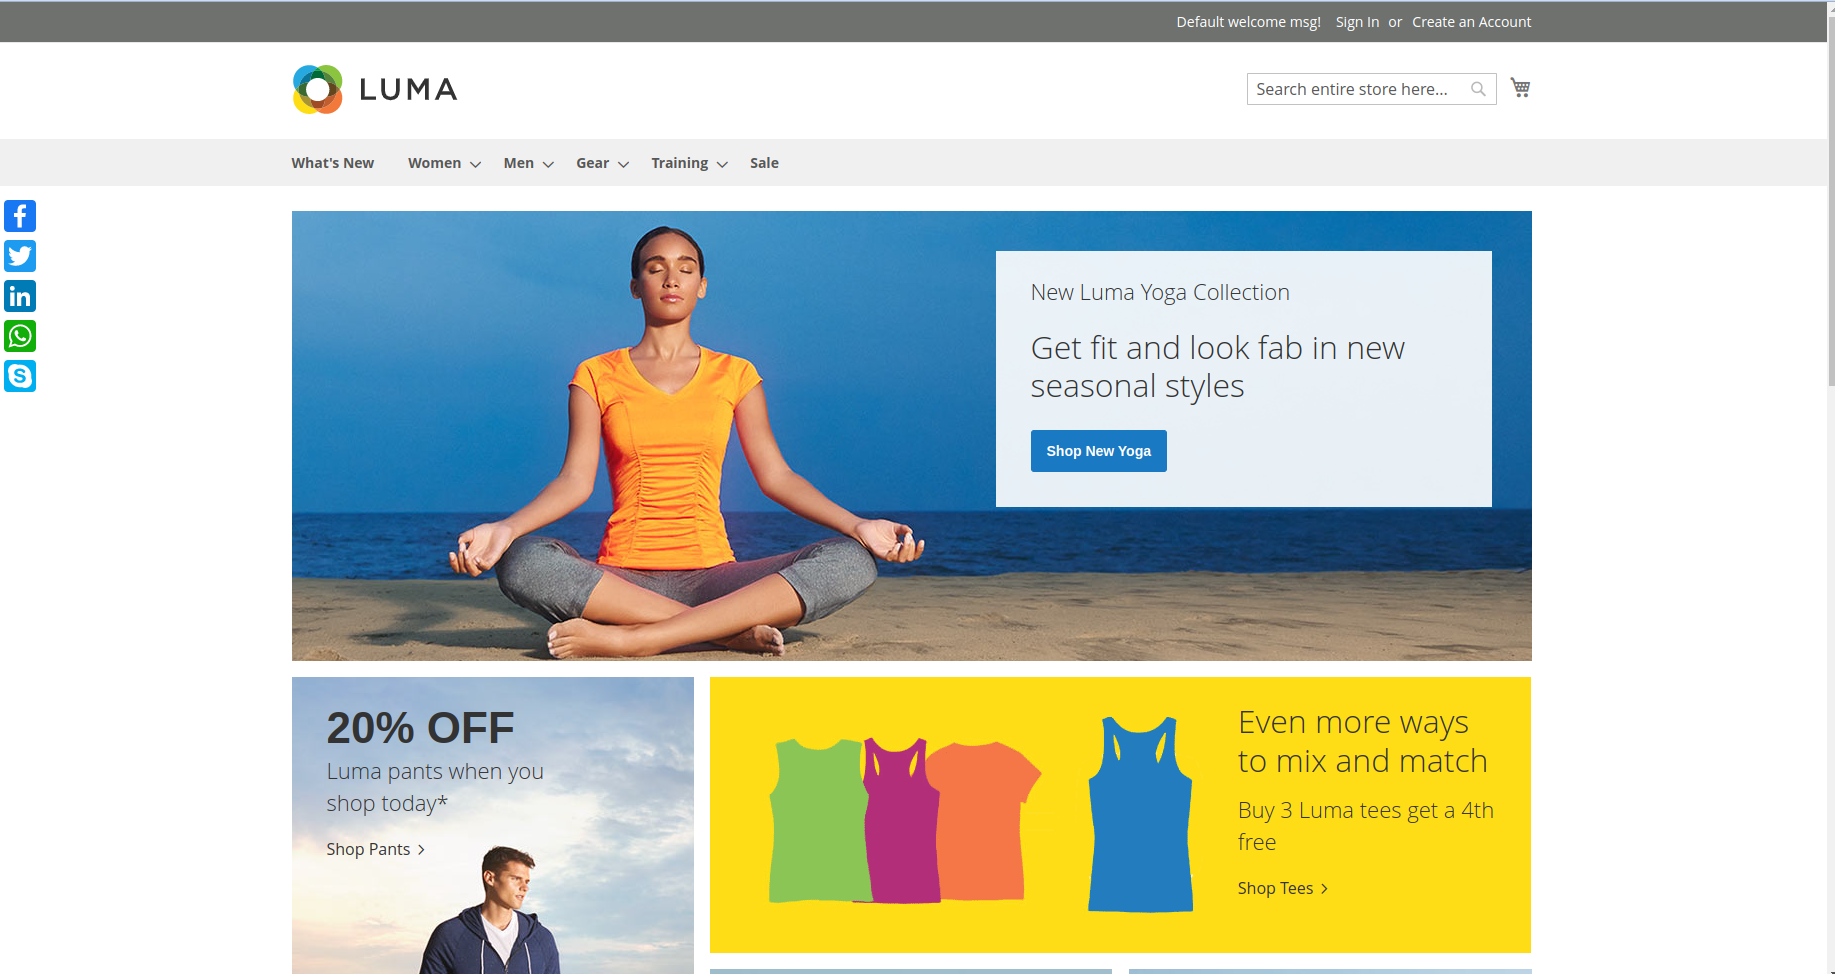 Default welcome msg! Sign In or Create an Account
LUMA
Search entire store here...
What's New Women Men Gear Training Sale
New Luma Yoga Collection
Get fit and look fab in new
seasonal styles
Shop New Yoga
20% OFF
Luma pants when you
shop today*
Shop Pants
Even more ways
to mix and match
Buy 3 Luma tees get a 4th
free
Shop Tees